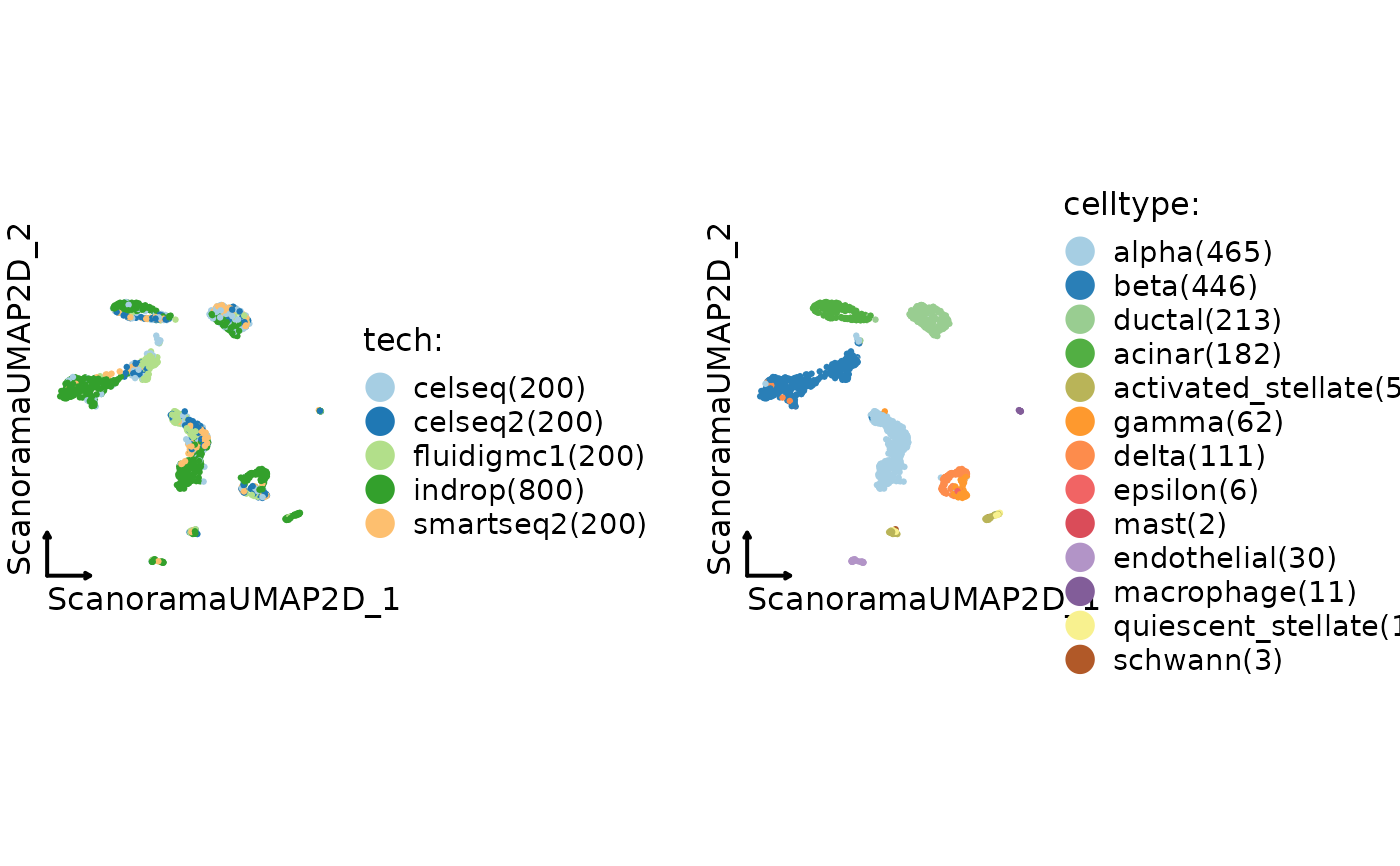 ScanoramaUMAP2D_2
tech:
celseq(200)
celseq2(200)
fluidigmc1(200)
indrop(800)
smartseq2(200)
ScanoramaUMAP2D_1
ScanoramaUMAP2D_2
celltype:
alpha(465)
beta(446)
ductal(213)
acinar(182)
activated_stellate(5
gamma(62)
delta(111)
epsilon(6)
mast(2)
endothelial(30)
macrophage(11)
quiescent_stellate(1
schwann(3)
ScanoramaUMAP2D_1